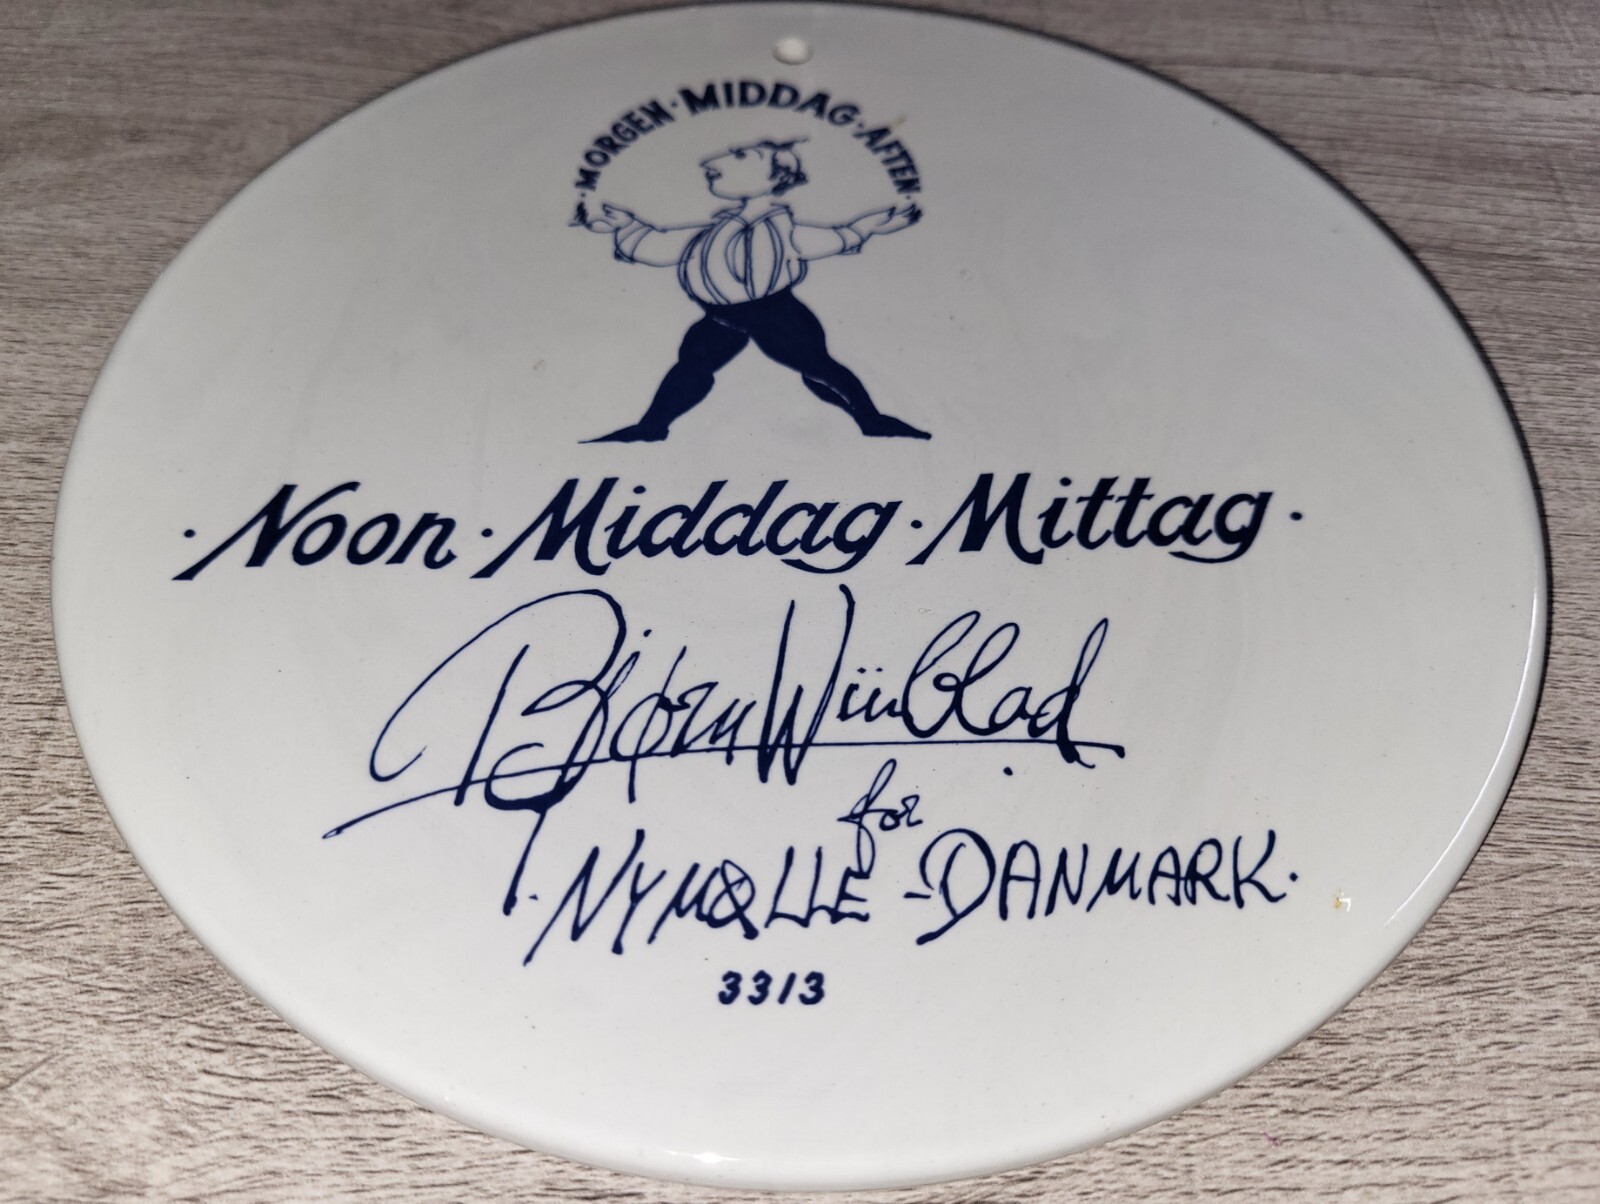 · MORGEN · MIDDAG · AFTEN ·
· Noon · Middag · Mittag ·
Bjørn Wiinblad
for
· NYMØLLE - DANMARK ·
3313